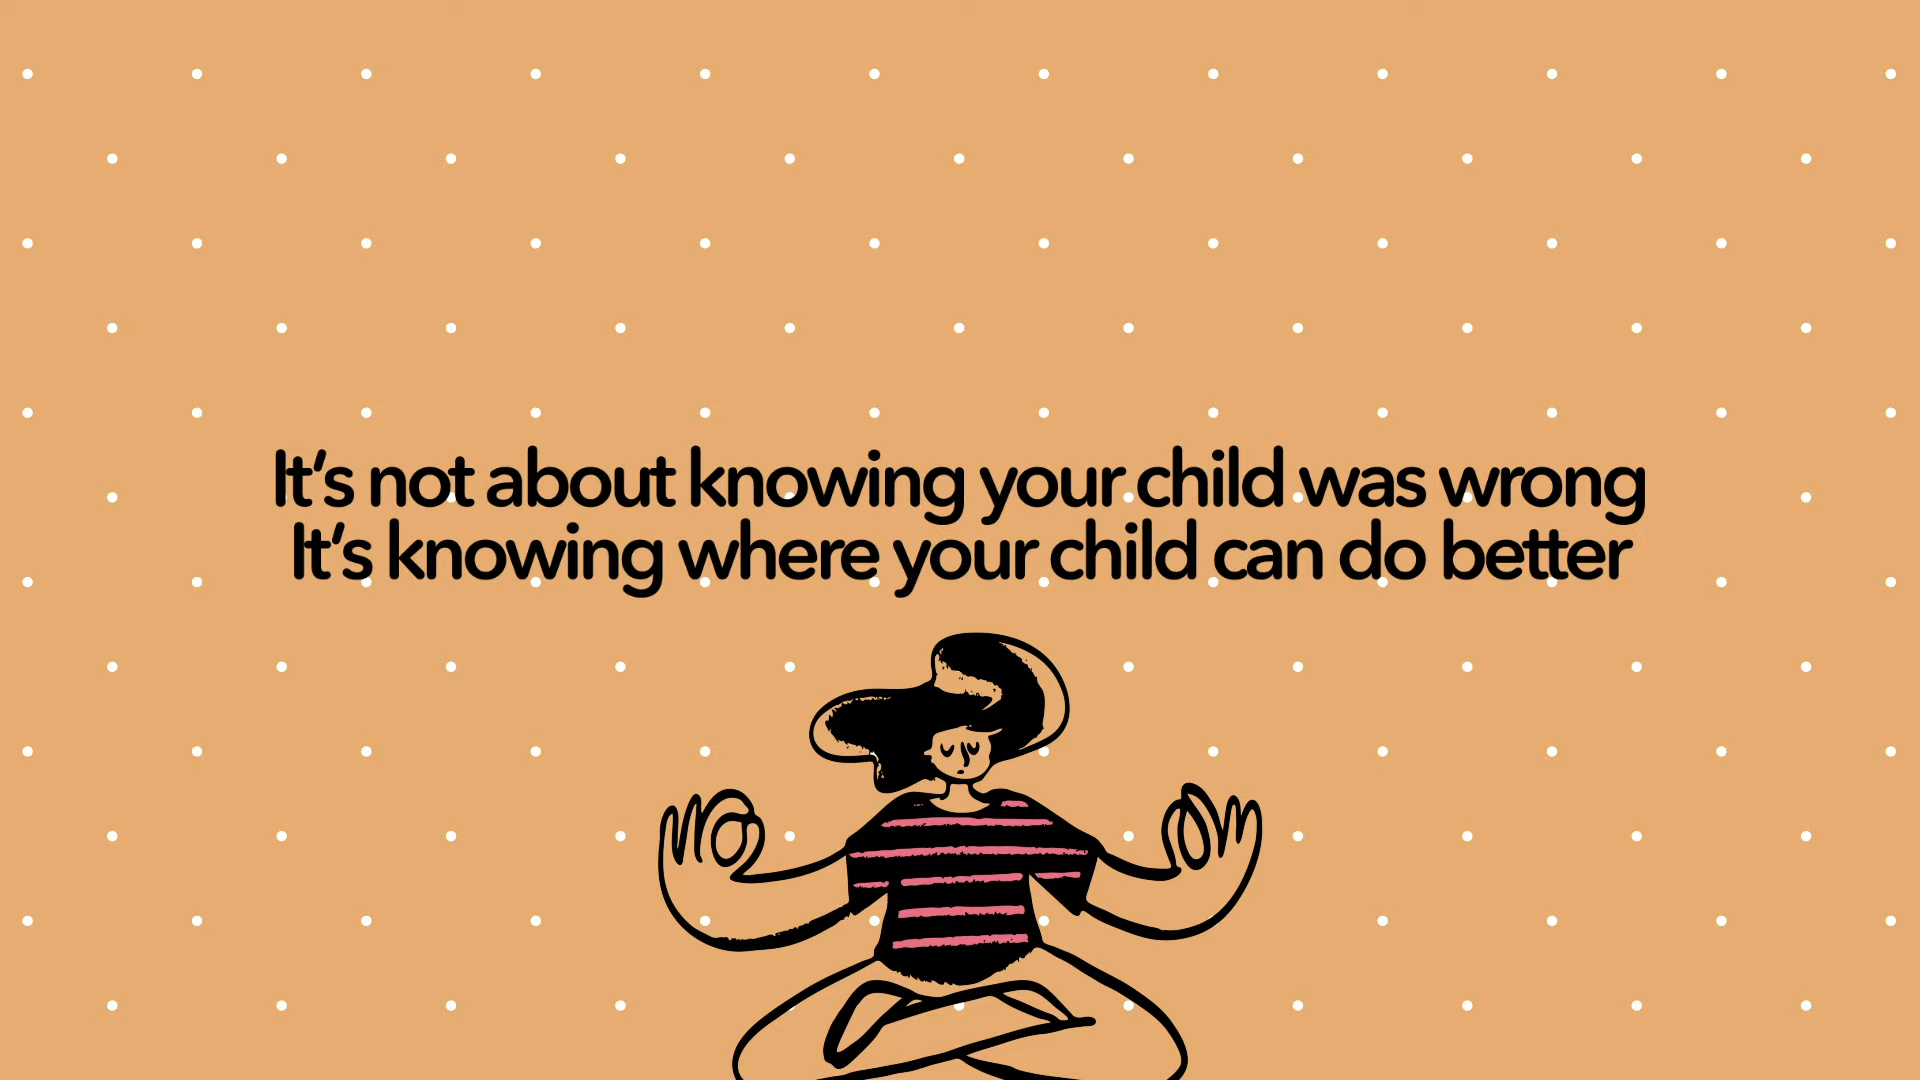 It's not about knowing your child was wrong
It's knowing where your child can do better